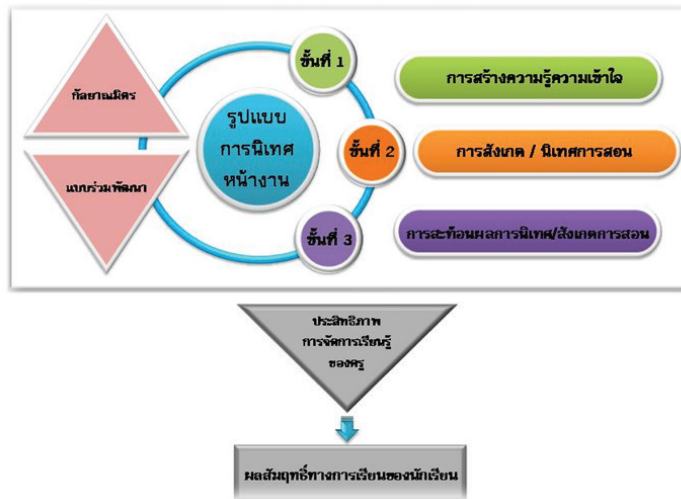 กัลยาณมิตร
แบบร่วมพัฒนา
รูปแบบ
การนิเทศ
หน้างาน
ขั้นที่ 1
การสร้างความรู้ความเข้าใจ
ขั้นที่ 2
การสังเกต / นิเทศการสอน
ขั้นที่ 3
การสะท้อนผลการนิเทศ/สังเกตการสอน
ประสิทธิภาพ
การจัดการเรียนรู้
ของครู
ผลสัมฤทธิ์ทางการเรียนของนักเรียน